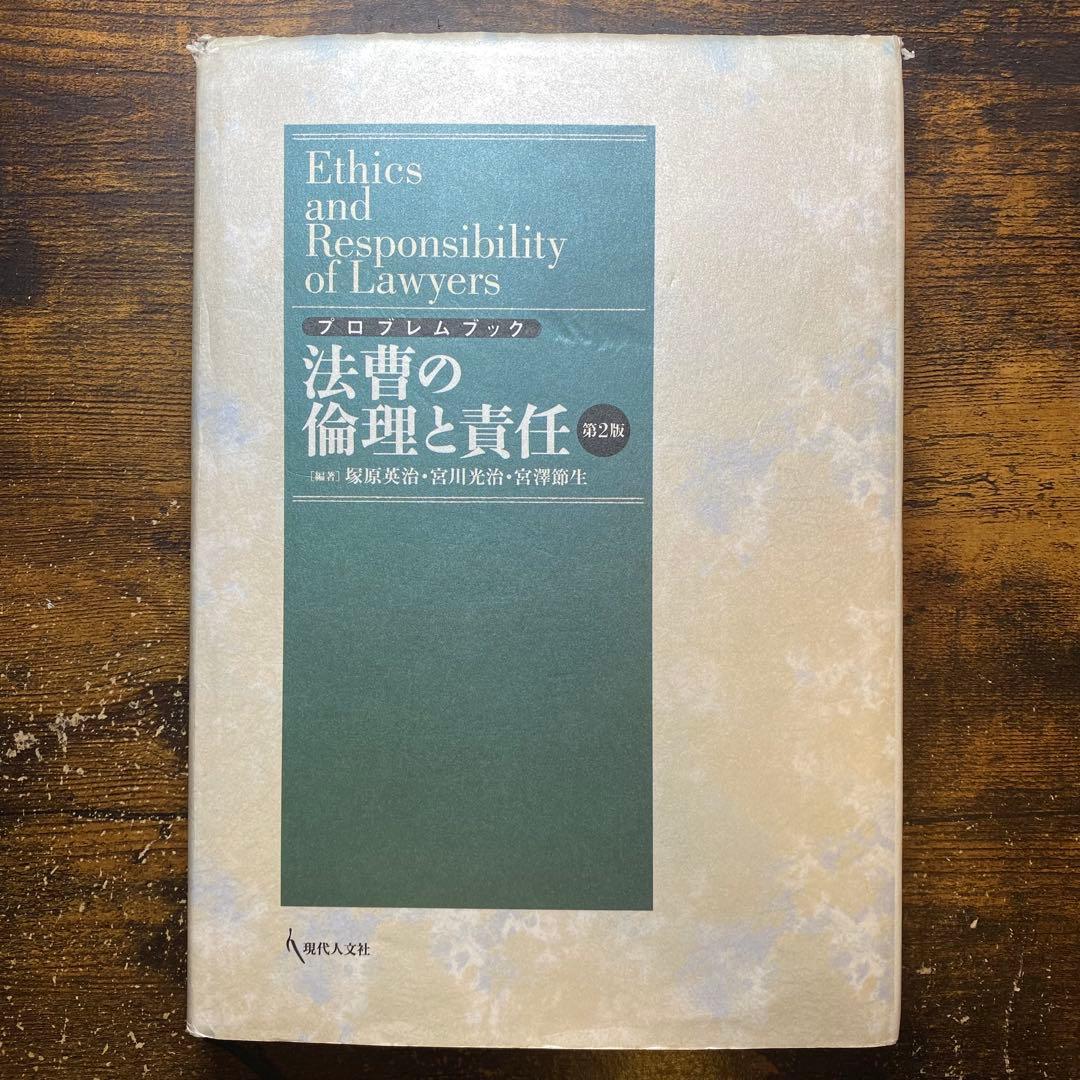 Ethics
and
Responsibility
of Lawyers
プロブレムブック
法曹の
倫理と責任 第2版
[編著] 塚原英治・宮川光治・宮澤節生
現代人文社